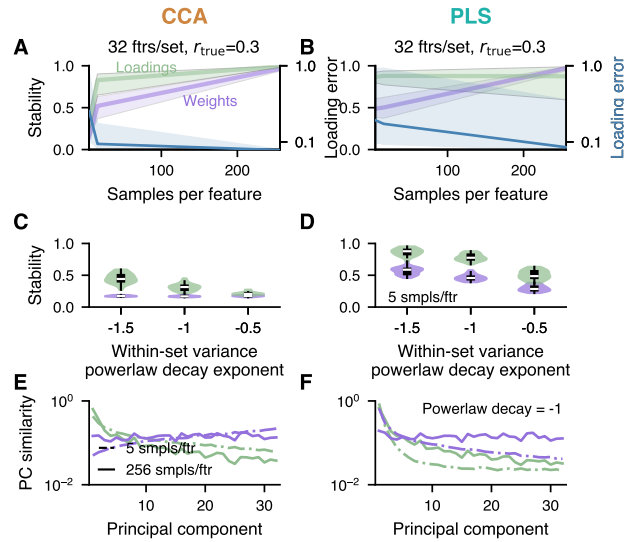 CCA
PLS
A
32 ftrs/set, rtrue=0.3
B
32 ftrs/set, rtrue=0.3
Loadings
Weights
Stability
1.0
0.5
0.0
1.0
0.1
Loading error
100
200
Samples per feature
1.0
0.5
0.0
1.0
0.1
Loading error
100
200
Samples per feature
C
Stability
1.0
0.5
0.0
-1.5
-1
-0.5
Within-set variance
powerlaw decay exponent
D
1.0
0.5
0.0
5 smpls/ftr
-1.5
-1
-0.5
Within-set variance
powerlaw decay exponent
E
PC similarity
10⁰
10⁻²
5 smpls/ftr
256 smpls/ftr
10
20
30
Principal component
F
Powerlaw decay = -1
10⁰
10⁻²
10
20
30
Principal component